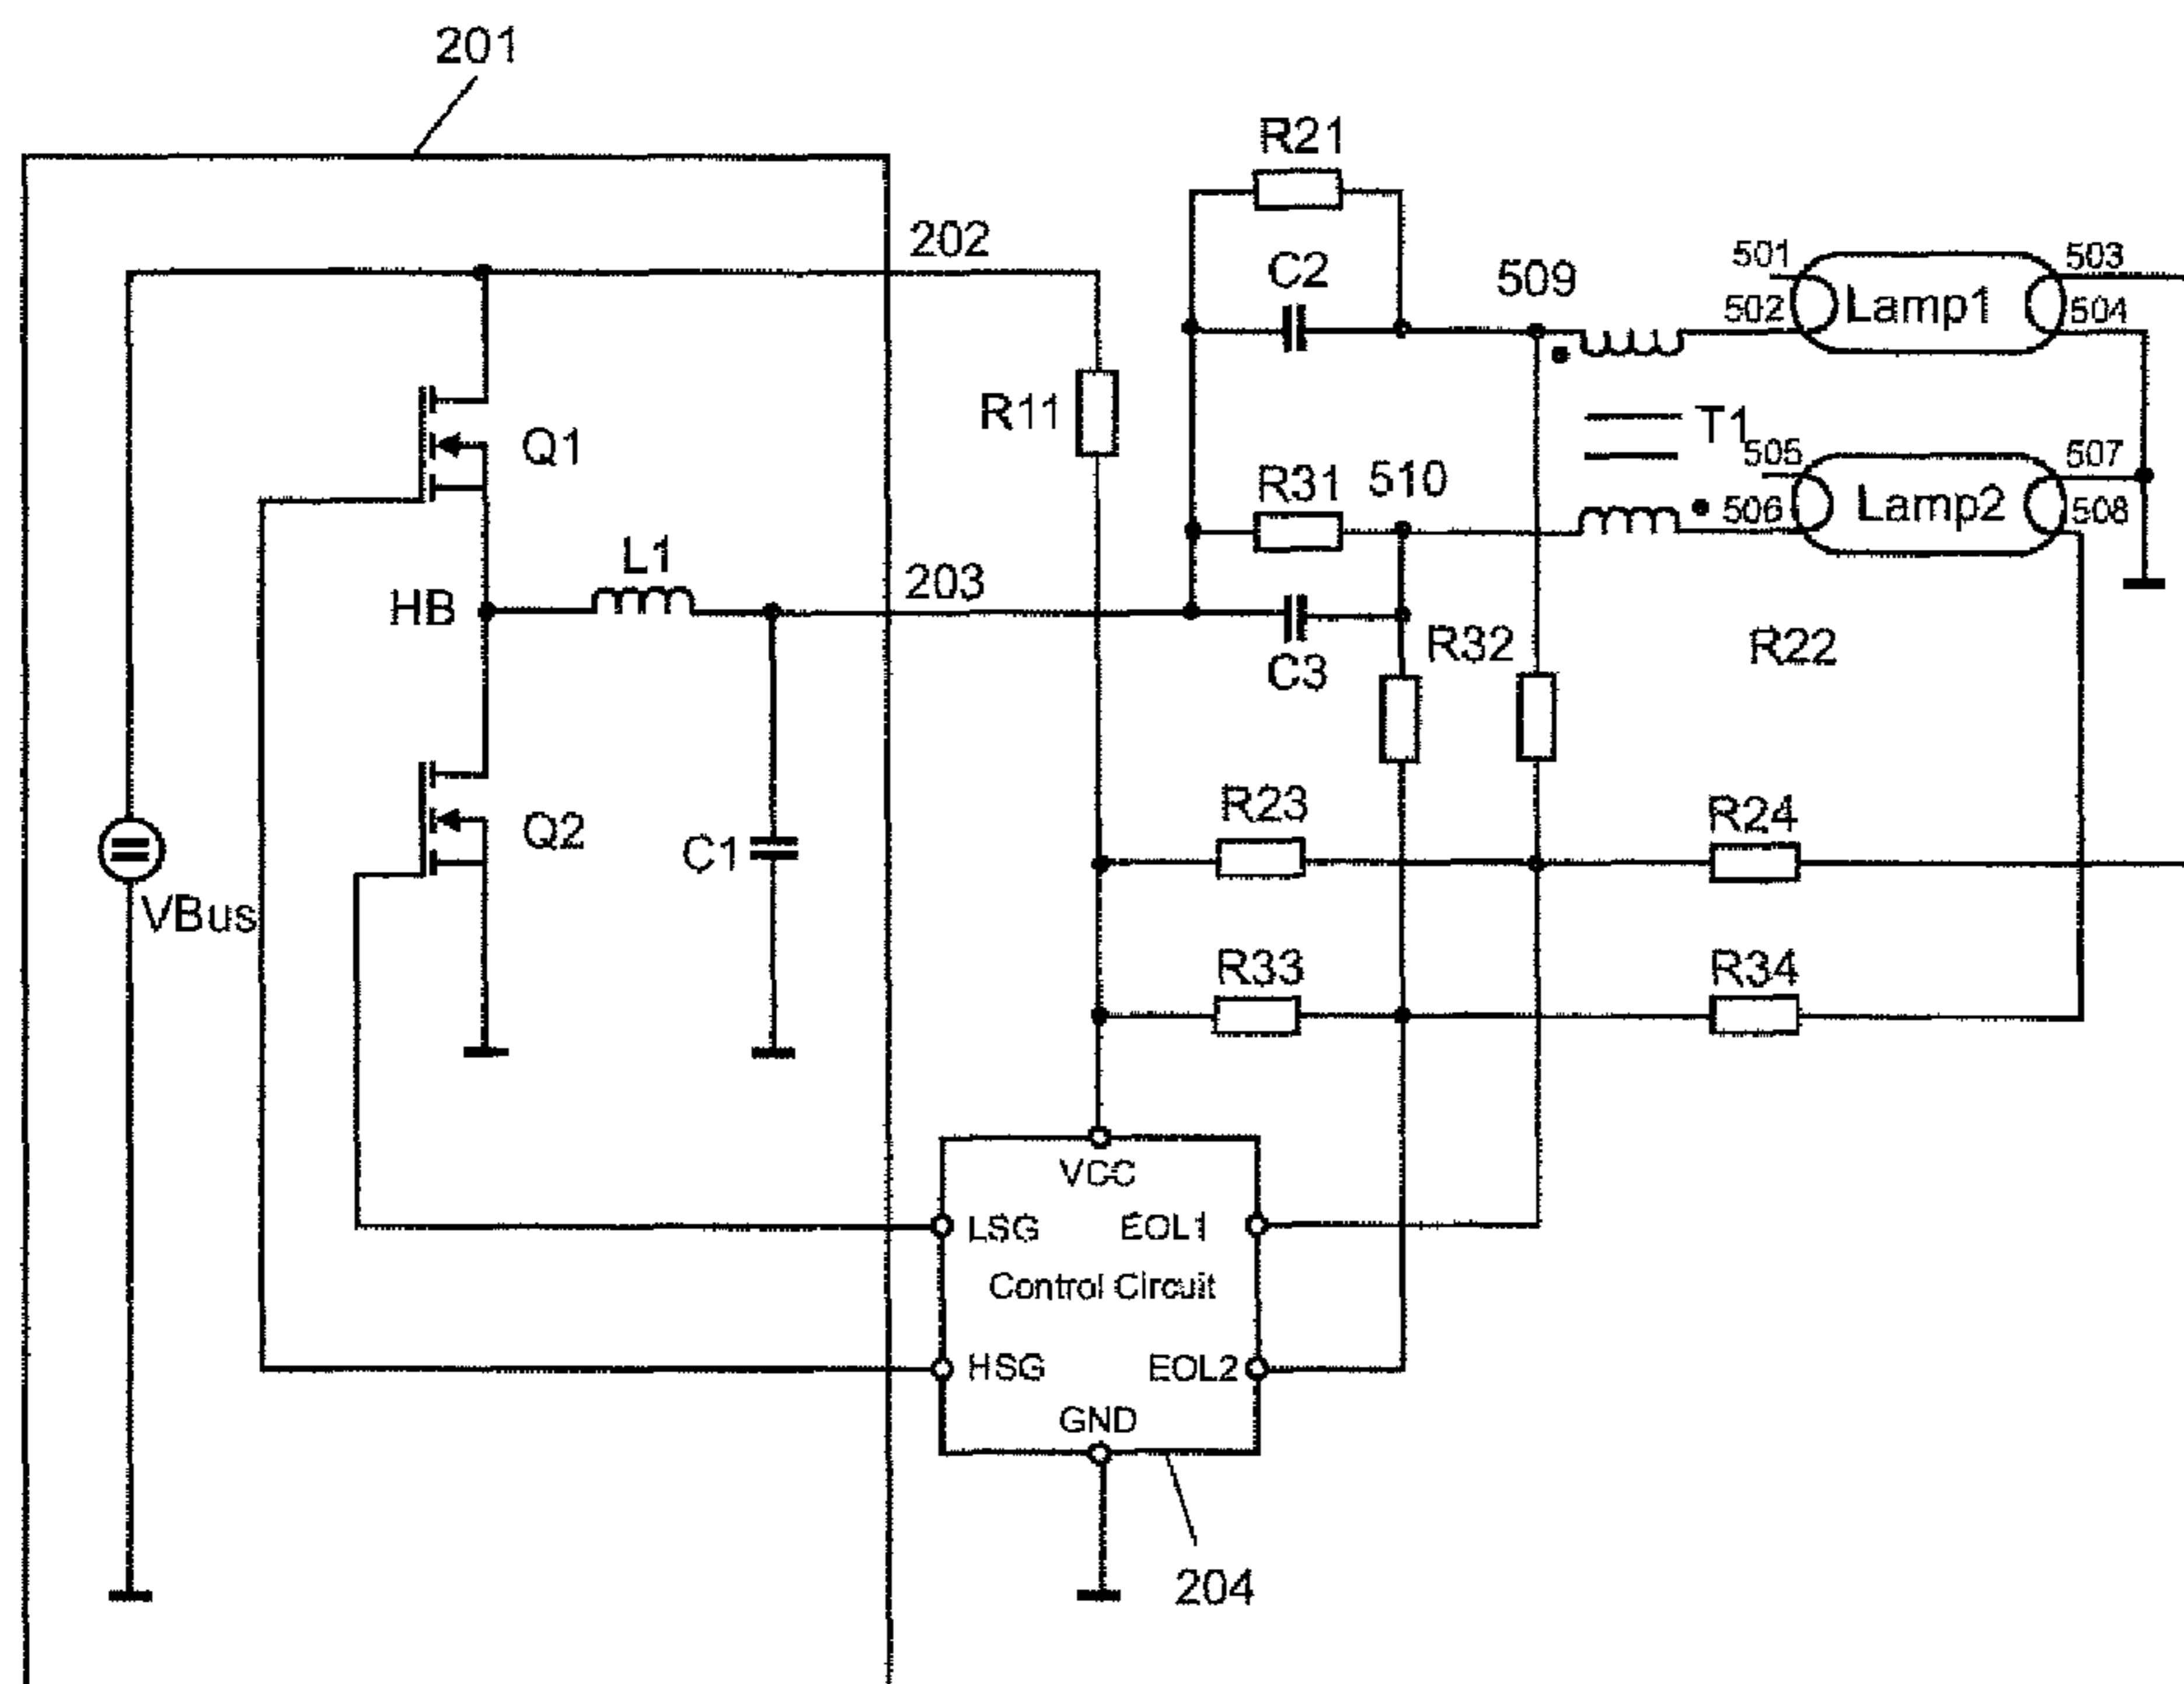 201
R21
202
C2
509
501
503
Lamp1
502
504
R11
Q1
T1
R31
510
505
507
Lamp2
506
508
L1
203
HB
R32
R22
C3
R23
R24
Q2
C1
VBus
R33
R34
VCC
LSG
EOL1
Control Circuit
HSG
EOL2
GND
204